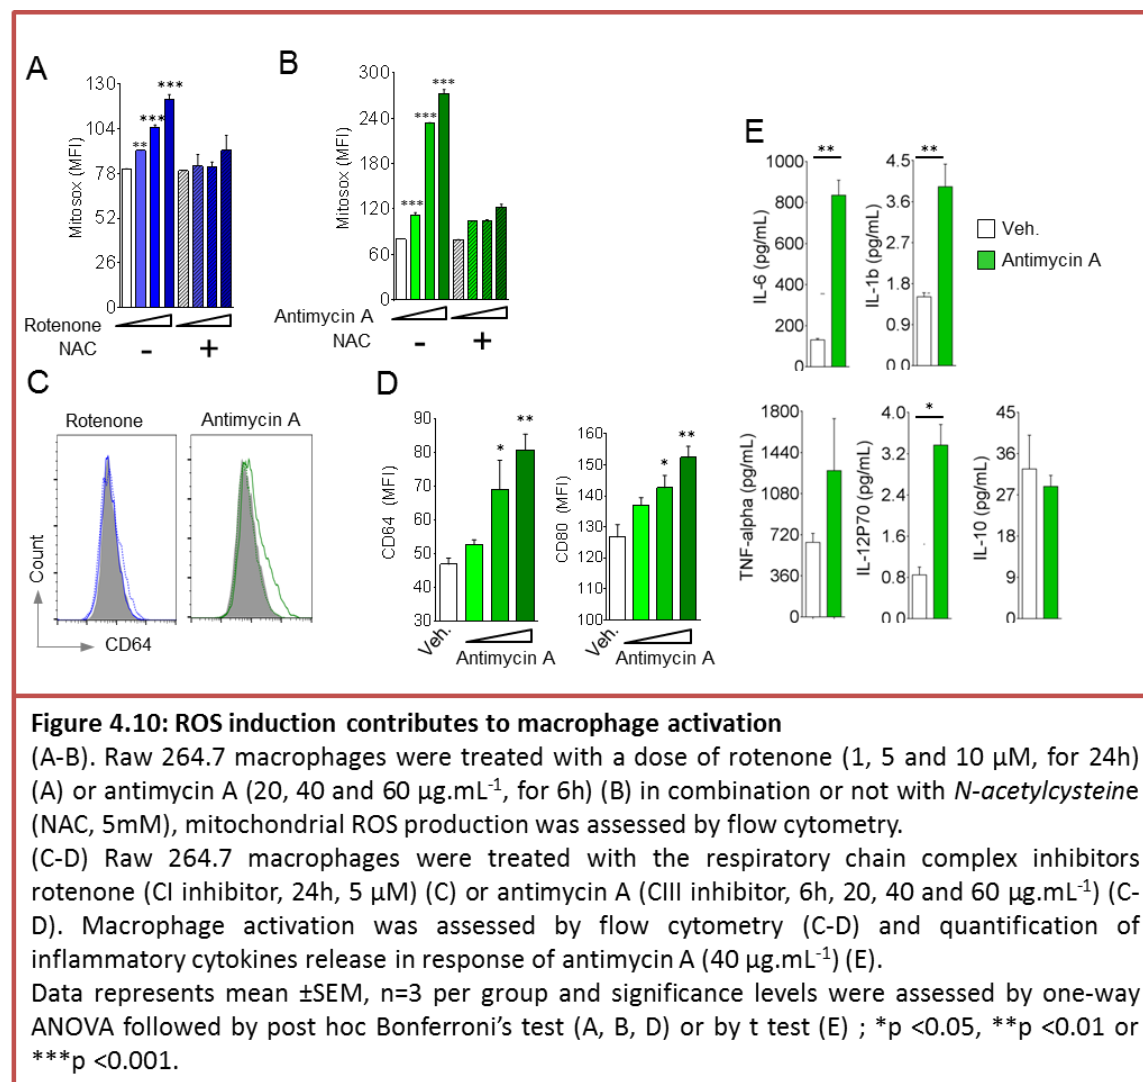 A
Mitosox (MFI)
130
104
78
52
26
0
**
***
***
Rotenone
NAC
-
+
B
Mitosox (MFI)
300
240
180
120
60
0
***
***
***
Antimycin A
NAC
-
+
C
Rotenone
Antimycin A
Count
CD64
D
CD64 (MFI)
90
80
70
60
50
40
30
*
**
Veh.
Antimycin A
CD80 (MFI)
160
151
142
134
126
117
109
100
*
**
Veh.
Antimycin A
E
IL-6 (pg/mL)
1000
800
600
400
200
0
**
IL-1b (pg/mL)
4.5
3.6
2.7
1.9
0.9
0.0
**
Veh.
Antimycin A
TNF-alpha (pg/mL)
1800
1440
1080
720
360
0
IL-12P70 (pg/mL)
4.0
3.2
2.4
1.6
0.8
0.0
*
IL-10 (pg/mL)
45
36
27
19
9
0
Figure 4.10: ROS induction contributes to macrophage activation
(A-B). Raw 264.7 macrophages were treated with a dose of rotenone (1, 5 and 10 µM, for 24h)
(A) or antimycin A (20, 40 and 60 µg.mL-1, for 6h) (B) in combination or not with N-acetylcysteine
(NAC, 5mM), mitochondrial ROS production was assessed by flow cytometry.
(C-D) Raw 264.7 macrophages were treated with the respiratory chain complex inhibitors
rotenone (CI inhibitor, 24h, 5 µM) (C) or antimycin A (CIII inhibitor, 6h, 20, 40 and 60 µg.mL-1) (C-
D). Macrophage activation was assessed by flow cytometry (C-D) and quantification of
inflammatory cytokines release in response of antimycin A (40 µg.mL-1) (E).
Data represents mean ±SEM, n=3 per group and significance levels were assessed by one-way
ANOVA followed by post hoc Bonferroni's test (A, B, D) or by t test (E) ; *p <0.05, **p <0.01 or
***p <0.001.